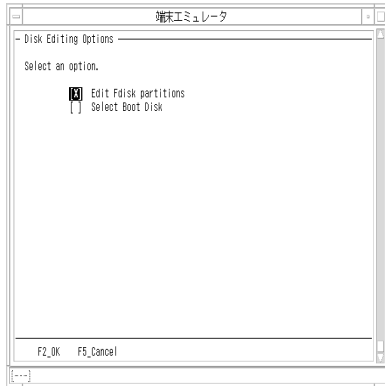 端末エミュレータ
Disk Editing Options
Select an option.
[X] Edit Fdisk partitions
[ ] Select Boot Disk
F2_OK F5_Cancel
[---]